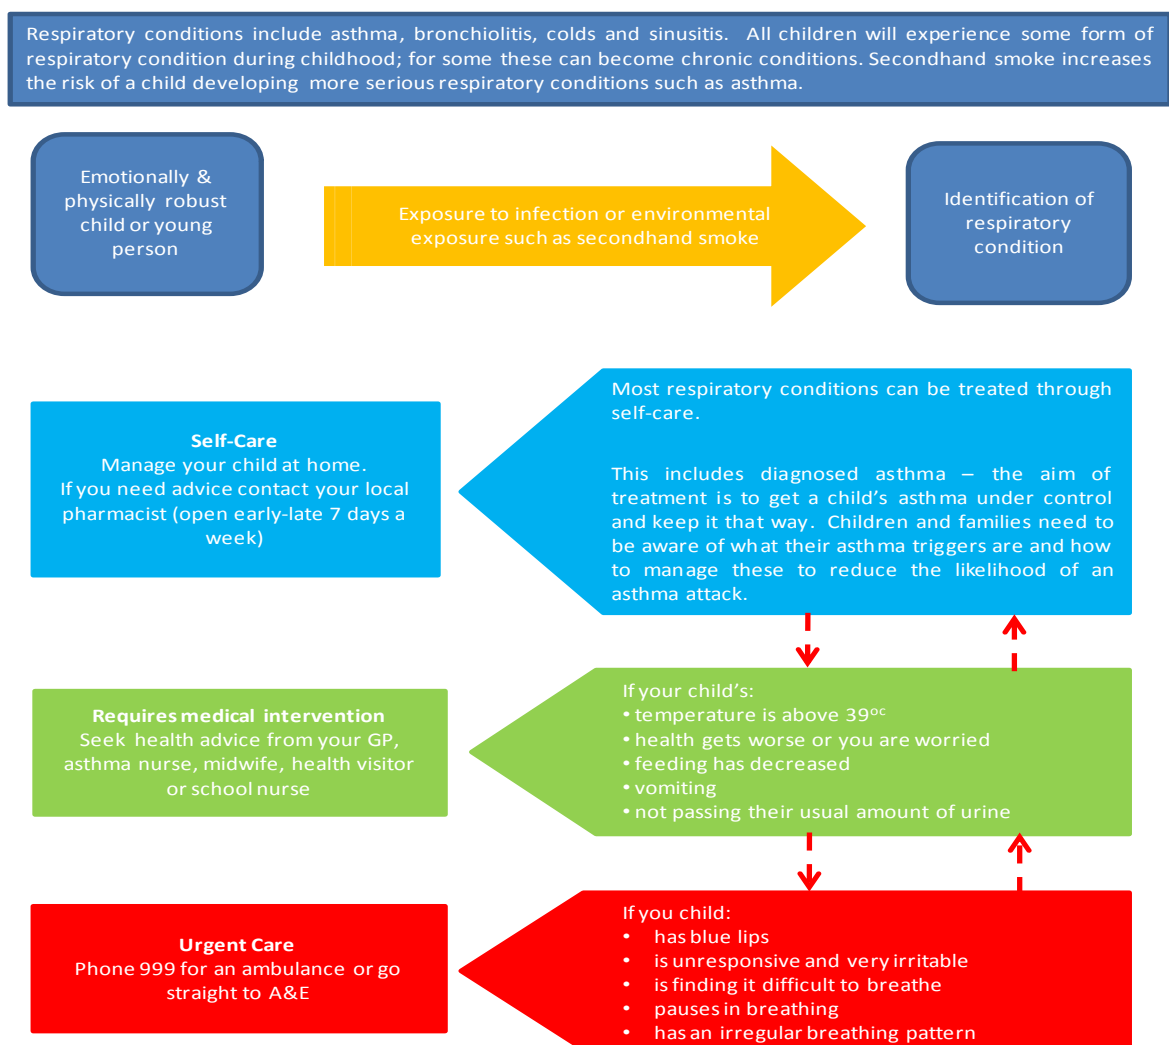 Respiratory conditions include asthma, bronchiolitis, colds and sinusitis. All children will experience some form of
respiratory condition during childhood; for some these can become chronic conditions. Secondhand smoke increases
the risk of a child developing more serious respiratory conditions such as asthma.
Emotionally &
physically robust
child or young
person
Exposure to infection or environmental
exposure such as secondhand smoke
Identification of
respiratory
condition
Self-Care
Manage your child at home.
If you need advice contact your local
pharmacist (open early-late 7 days a
week)
Most respiratory conditions can be treated through
self-care.
This includes diagnosed asthma – the aim of
treatment is to get a child's asthma under control
and keep it that way. Children and families need to
be aware of what their asthma triggers are and how
to manage these to reduce the likelihood of an
asthma attack.
Requires medical intervention
Seek health advice from your GP,
asthma nurse, midwife, health visitor
or school nurse
If your child's:
• temperature is above 39oc
• health gets worse or you are worried
• feeding has decreased
• vomiting
• not passing their usual amount of urine
Urgent Care
Phone 999 for an ambulance or go
straight to A&E
If you child:
• has blue lips
• is unresponsive and very irritable
• is finding it difficult to breathe
• pauses in breathing
• has an irregular breathing pattern